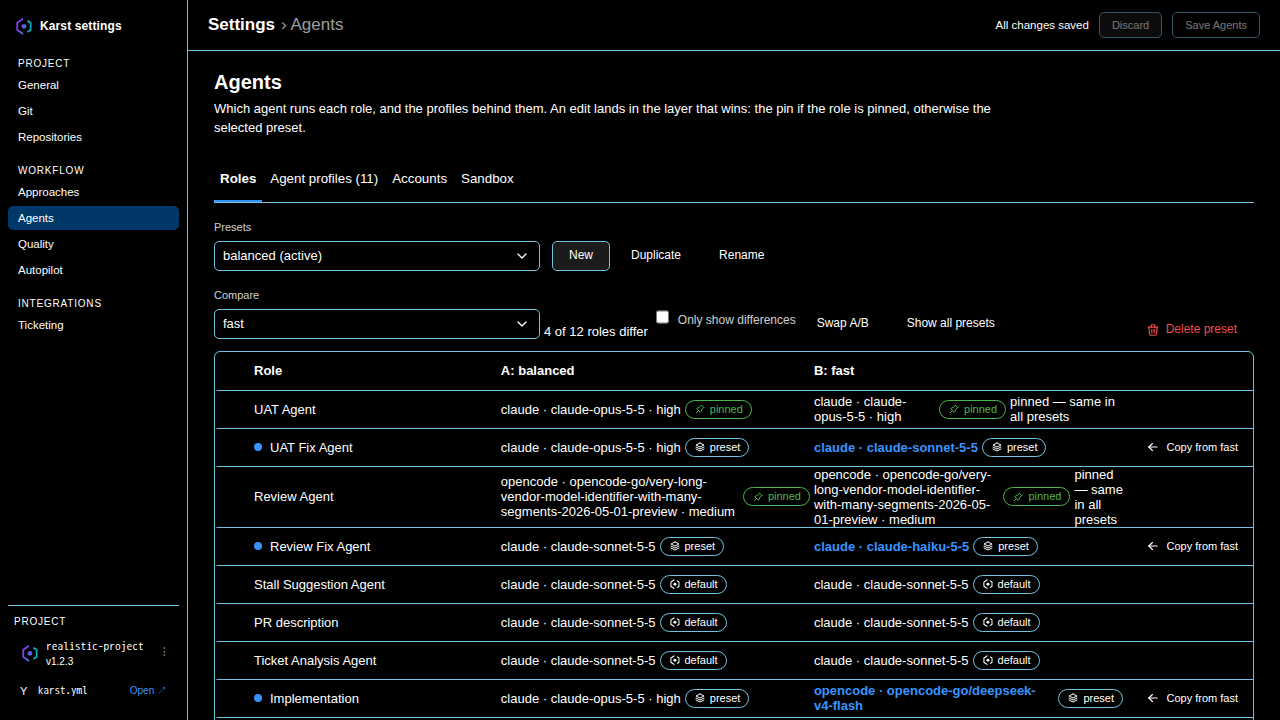 Karst settings
PROJECT
General
Git
Repositories
WORKFLOW
Approaches
Agents
Quality
Autopilot
INTEGRATIONS
Ticketing
PROJECT
realistic-project
v1.2.3
karst.yml
Open ↗
Settings › Agents
All changes saved
Discard
Save Agents
Agents
Which agent runs each role, and the profiles behind them. An edit lands in the layer that wins: the pin if the role is pinned, otherwise the
selected preset.
Roles
Agent profiles (11)
Accounts
Sandbox
Presets
balanced (active)
New
Duplicate
Rename
Compare
fast
4 of 12 roles differ
Only show differences
Swap A/B
Show all presets
Delete preset
Role
A: balanced
B: fast
UAT Agent
claude · claude-opus-5-5 · high
pinned
claude · claude-
opus-5-5 · high
pinned
pinned — same in
all presets
UAT Fix Agent
claude · claude-opus-5-5 · high
preset
claude · claude-sonnet-5-5
preset
Copy from fast
Review Agent
opencode · opencode-go/very-long-
vendor-model-identifier-with-many-
segments-2026-05-01-preview · medium
pinned
opencode · opencode-go/very-
long-vendor-model-identifier-
with-many-segments-2026-05-
01-preview · medium
pinned
pinned
— same
in all
presets
Review Fix Agent
claude · claude-sonnet-5-5
preset
claude · claude-haiku-5-5
preset
Copy from fast
Stall Suggestion Agent
claude · claude-sonnet-5-5
default
claude · claude-sonnet-5-5
default
PR description
claude · claude-sonnet-5-5
default
claude · claude-sonnet-5-5
default
Ticket Analysis Agent
claude · claude-sonnet-5-5
default
claude · claude-sonnet-5-5
default
Implementation
claude · claude-sonnet-5-5 · high
preset
opencode · opencode-go/deepseek-
v4-flash
preset
Copy from fast